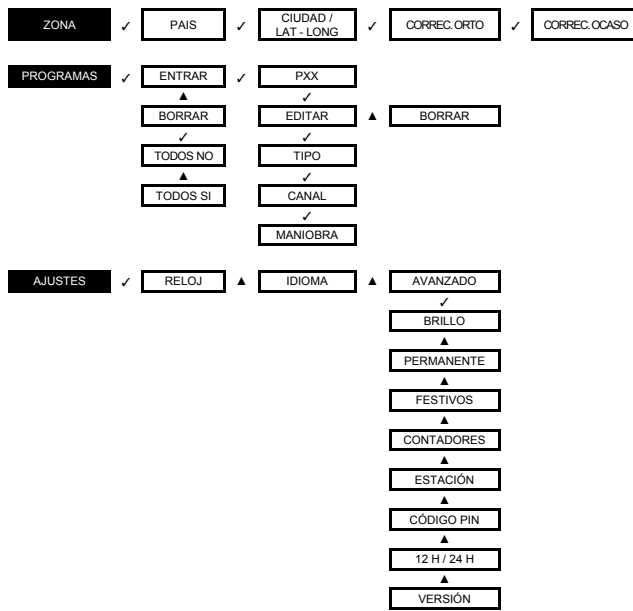 ZONA ✓ PAIS ✓ CIUDAD / LAT - LONG ✓ CORREC. ORTO ✓ CORREC. OCASO
PROGRAMAS ✓ ENTRAR ✓ PXX
▲ ✓
BORRAR EDITAR ▲ BORRAR
✓ ✓
TODOS NO TIPO
▲ ✓
TODOS SI CANAL
✓
MANIOBRA
AJUSTES ✓ RELOJ ▲ IDIOMA ▲ AVANZADO
✓
BRILLO
▲
PERMANENTE
▲
FESTIVOS
▲
CONTADORES
▲
ESTACIÓN
▲
CÓDIGO PIN
▲
12 H / 24 H
▲
VERSIÓN